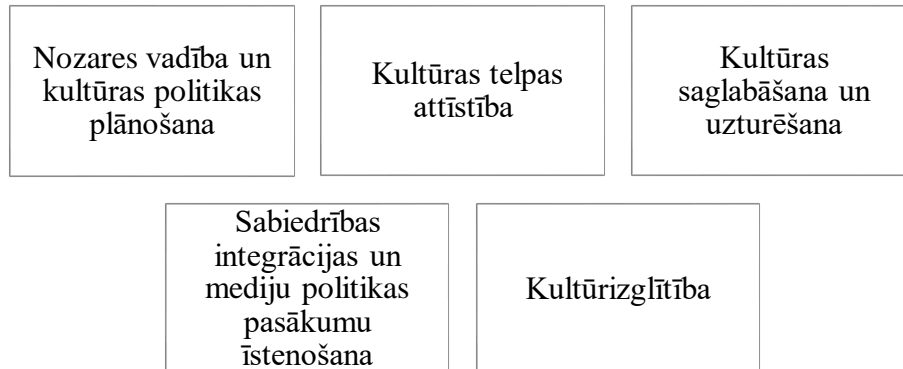 Nozares vadība un
kultūras politikas
plānošana
Kultūras telpas
attīstība
Kultūras
saglabāšana un
uzturēšana
Sabiedrības
integrācijas un
mediju politikas
pasākumu
īstenošana
Kultūrizglītība